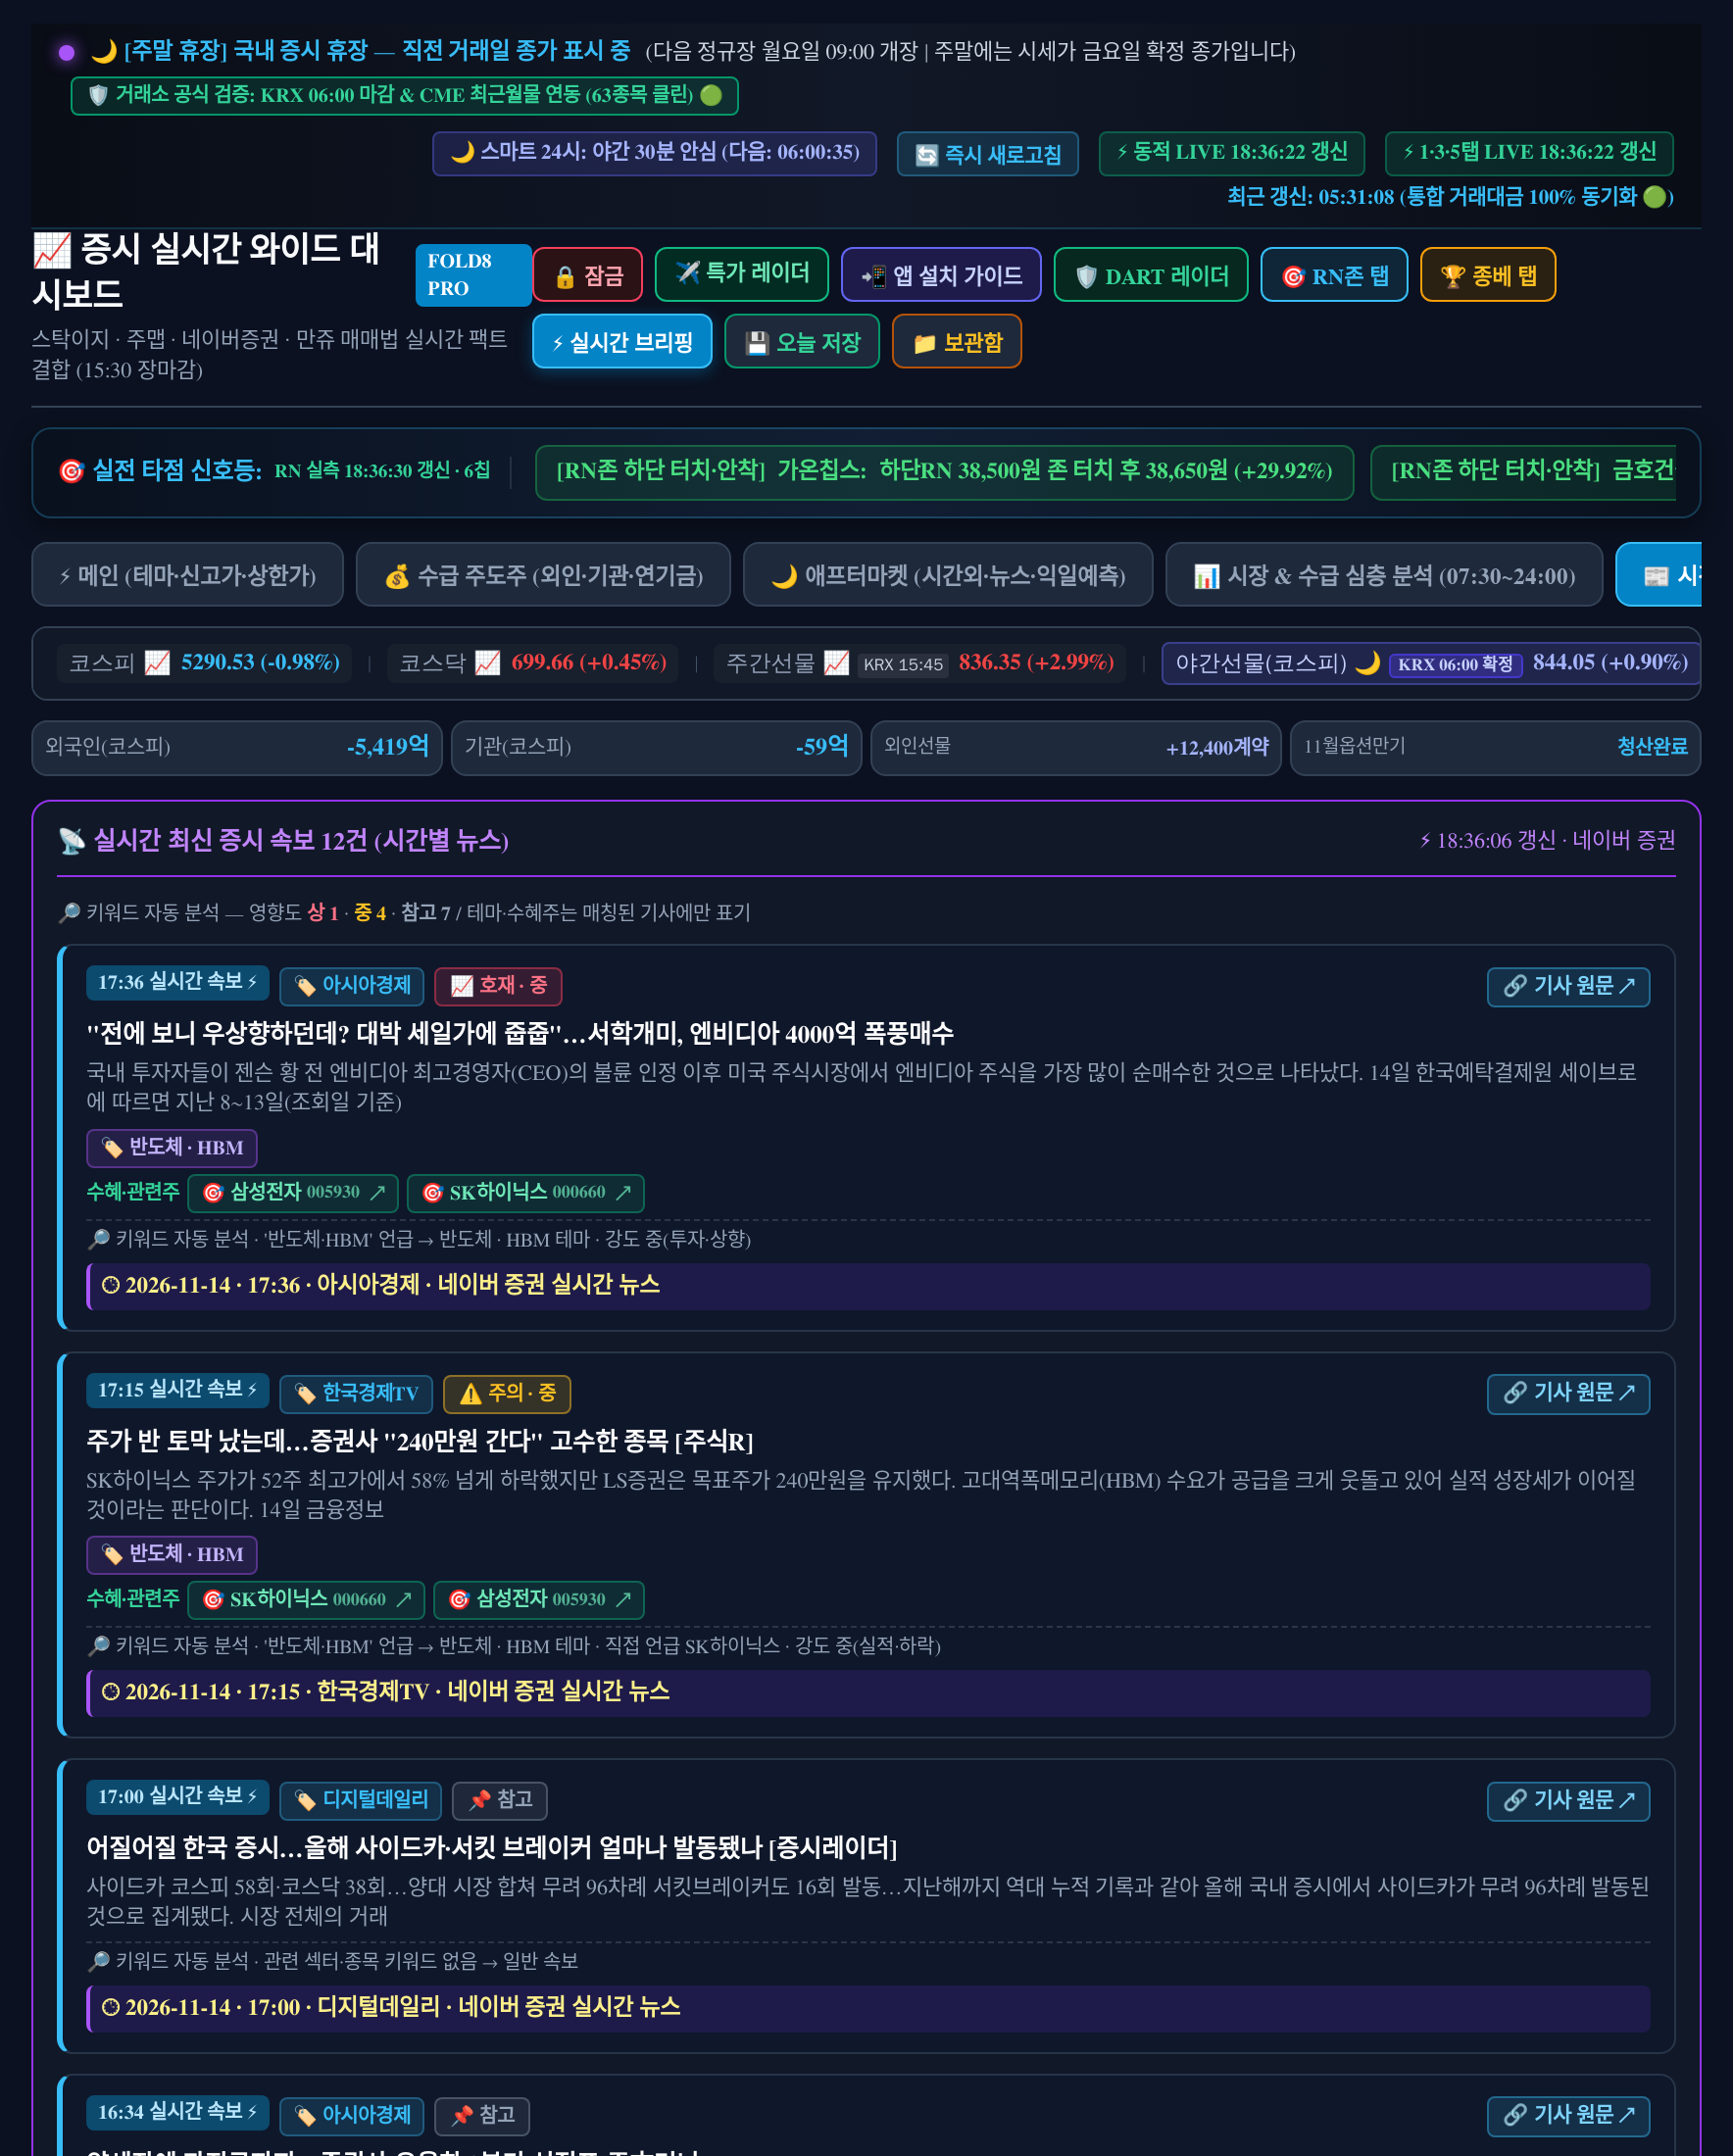 🌙 [주말 휴장] 국내 증시 휴장 — 직전 거래일 종가 표시 중 (다음 정규장 월요일 09:00 개장 | 주말에는 시세가 금요일 확정 종가입니다)
🛡️ 거래소 공식 검증: KRX 06:00 마감 & CME 최근월물 연동 (63종목 클린) 🟢
🌙 스마트 24시: 야간 30분 안심 (다음: 06:00:35) 🔄 즉시 새로고침 ⚡ 동적 LIVE 18:36:22 갱신 ⚡ 1·3·5탭 LIVE 18:36:22 갱신
최근 갱신: 05:31:08 (통합 거래대금 100% 동기화 🟢)
📈 증시 실시간 와이드 대
시보드
FOLD8
PRO
스탁이지 · 주맵 · 네이버증권 · 만쥬 매매법 실시간 팩트
결합 (15:30 장마감)
🔒 잠금 ✈️ 특가 레이더 📲 앱 설치 가이드 🛡️ DART 레이더 🎯 RN존 탭 🏆 종베 탭
⚡ 실시간 브리핑 💾 오늘 저장 📁 보관함
🎯 실전 타점 신호등: RN 실측 18:36:30 갱신 · 6칩 [RN존 하단 터치·안착] 가온칩스: 하단RN 38,500원 존 터치 후 38,650원 (+29.92%) [RN존 하단 터치·안착] 금호건
⚡ 메인 (테마·신고가·상한가) 💰 수급 주도주 (외인·기관·연기금) 🌙 애프터마켓 (시간외·뉴스·익일예측) 📊 시장 & 수급 심층 분석 (07:30~24:00) 📰
코스피 📈 5290.53 (-0.98%) 코스닥 📈 699.66 (+0.45%) 주간선물 📈 KRX 15:45 836.35 (+2.99%) 야간선물(코스피) 🌙 KRX 06:00 확정 844.05 (+0.90%)
외국인(코스피) -5,419억 기관(코스피) -59억 외인선물 +12,400계약 11월옵션만기 청산완료
📡 실시간 최신 증시 속보 12건 (시간별 뉴스) ⚡ 18:36:06 갱신 · 네이버 증권
🔎 키워드 자동 분석 — 영향도 상 1 · 중 4 · 참고 7 / 테마·수혜주는 매칭된 기사에만 표기
17:36 실시간 속보 ⚡ 🏷️ 아시아경제 📈 호재 · 중 🔗 기사 원문 ↗
"전에 보니 우상향하던데? 대박 세일가에 줍줍"…서학개미, 엔비디아 4000억 폭풍매수
국내 투자자들이 젠슨 황 전 엔비디아 최고경영자(CEO)의 불륜 인정 이후 미국 주식시장에서 엔비디아 주식을 가장 많이 순매수한 것으로 나타났다. 14일 한국예탁결제원 세이브로
에 따르면 지난 8~13일(조회일 기준)
🏷️ 반도체 · HBM
수혜·관련주 🎯 삼성전자 005930 ↗ 🎯 SK하이닉스 000660 ↗
🔎 키워드 자동 분석 · '반도체·HBM' 언급 → 반도체 · HBM 테마 · 강도 중(투자·상향)
⏱ 2026-11-14 · 17:36 · 아시아경제 · 네이버 증권 실시간 뉴스
17:15 실시간 속보 ⚡ 🏷️ 한국경제TV ⚠️ 주의 · 중 🔗 기사 원문 ↗
주가 반 토막 났는데…증권사 "240만원 간다" 고수한 종목 [주식R]
SK하이닉스 주가가 52주 최고가에서 58% 넘게 하락했지만 LS증권은 목표주가 240만원을 유지했다. 고대역폭메모리(HBM) 수요가 공급을 크게 웃돌고 있어 실적 성장세가 이어질
것이라는 판단이다. 14일 금융정보
🏷️ 반도체 · HBM
수혜·관련주 🎯 SK하이닉스 000660 ↗ 🎯 삼성전자 005930 ↗
🔎 키워드 자동 분석 · '반도체·HBM' 언급 → 반도체 · HBM 테마 · 직접 언급 SK하이닉스 · 강도 중(실적·하락)
⏱ 2026-11-14 · 17:15 · 한국경제TV · 네이버 증권 실시간 뉴스
17:00 실시간 속보 ⚡ 🏷️ 디지털데일리 📌 참고 🔗 기사 원문 ↗
어질어질 한국 증시…올해 사이드카·서킷 브레이커 얼마나 발동됐나 [증시레이더]
사이드카 코스피 58회·코스닥 38회…양대 시장 합쳐 무려 96차례 서킷브레이커도 16회 발동…지난해까지 역대 누적 기록과 같아 올해 국내 증시에서 사이드카가 무려 96차례 발동된
것으로 집계됐다. 시장 전체의 거래
🔎 키워드 자동 분석 · 관련 섹터·종목 키워드 없음 → 일반 속보
⏱ 2026-11-14 · 17:00 · 디지털데일리 · 네이버 증권 실시간 뉴스
16:34 실시간 속보 ⚡ 🏷️ 아시아경제 📌 참고 🔗 기사 원문 ↗